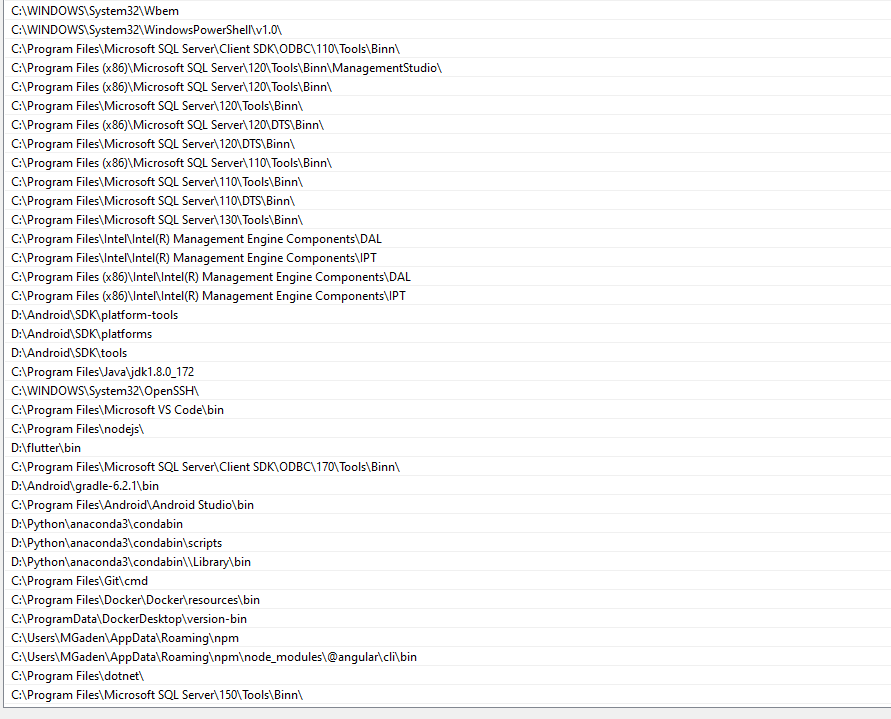 C:\WINDOWS\System32\Wbem
C:\WINDOWS\System32\WindowsPowerShell\v1.0\
C:\Program Files\Microsoft SQL Server\Client SDK\ODBC\110\Tools\Binn\
C:\Program Files (x86)\Microsoft SQL Server\120\Tools\Binn\ManagementStudio\
C:\Program Files (x86)\Microsoft SQL Server\120\Tools\Binn\
C:\Program Files\Microsoft SQL Server\120\Tools\Binn\
C:\Program Files (x86)\Microsoft SQL Server\120\DTS\Binn\
C:\Program Files\Microsoft SQL Server\120\DTS\Binn\
C:\Program Files (x86)\Microsoft SQL Server\110\Tools\Binn\
C:\Program Files\Microsoft SQL Server\110\Tools\Binn\
C:\Program Files\Microsoft SQL Server\110\DTS\Binn\
C:\Program Files\Microsoft SQL Server\130\Tools\Binn\
C:\Program Files\Intel\Intel(R) Management Engine Components\DAL
C:\Program Files\Intel\Intel(R) Management Engine Components\IPT
C:\Program Files (x86)\Intel\Intel(R) Management Engine Components\DAL
C:\Program Files (x86)\Intel\Intel(R) Management Engine Components\IPT
D:\Android\SDK\platform-tools
D:\Android\SDK\platforms
D:\Android\SDK\tools
C:\Program Files\Java\jdk1.8.0_172
C:\WINDOWS\System32\OpenSSH\
C:\Program Files\Microsoft VS Code\bin
C:\Program Files\nodejs\
D:\flutter\bin
C:\Program Files\Microsoft SQL Server\Client SDK\ODBC\170\Tools\Binn\
D:\Android\gradle-6.2.1\bin
C:\Program Files\Android\Android Studio\bin
D:\Python\anaconda3\condabin
D:\Python\anaconda3\condabin\scripts
D:\Python\anaconda3\condabin\\Library\bin
C:\Program Files\Git\cmd
C:\Program Files\Docker\Docker\resources\bin
C:\ProgramData\DockerDesktop\version-bin
C:\Users\MGaden\AppData\Roaming\npm
C:\Users\MGaden\AppData\Roaming\npm\node_modules\@angular\cli\bin
C:\Program Files\dotnet\
C:\Program Files\Microsoft SQL Server\150\Tools\Binn\